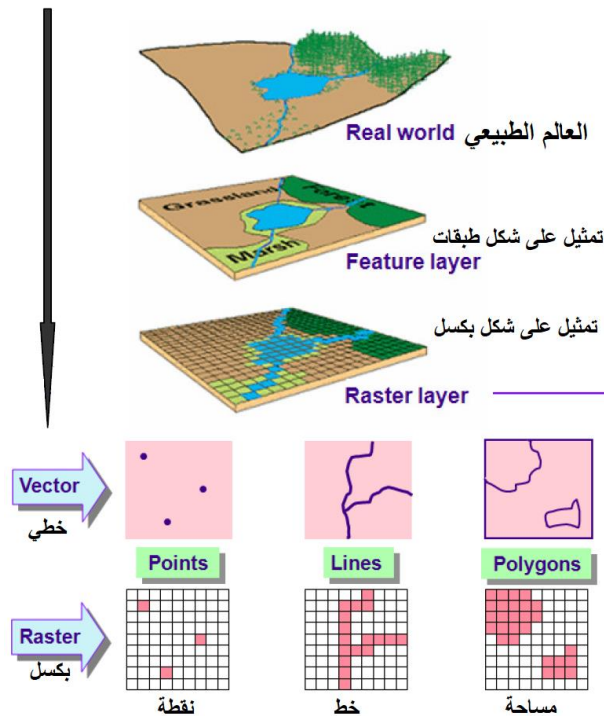 Real world العالم الطبيعي
Grassland
Forest
Marsh
تمثيل على شكل طبقات
Feature layer
تمثيل على شكل بكسل
Raster layer
Vector
خطي
Points
Lines
Polygons
Raster
بكسل
نقطة
خط
مساحة